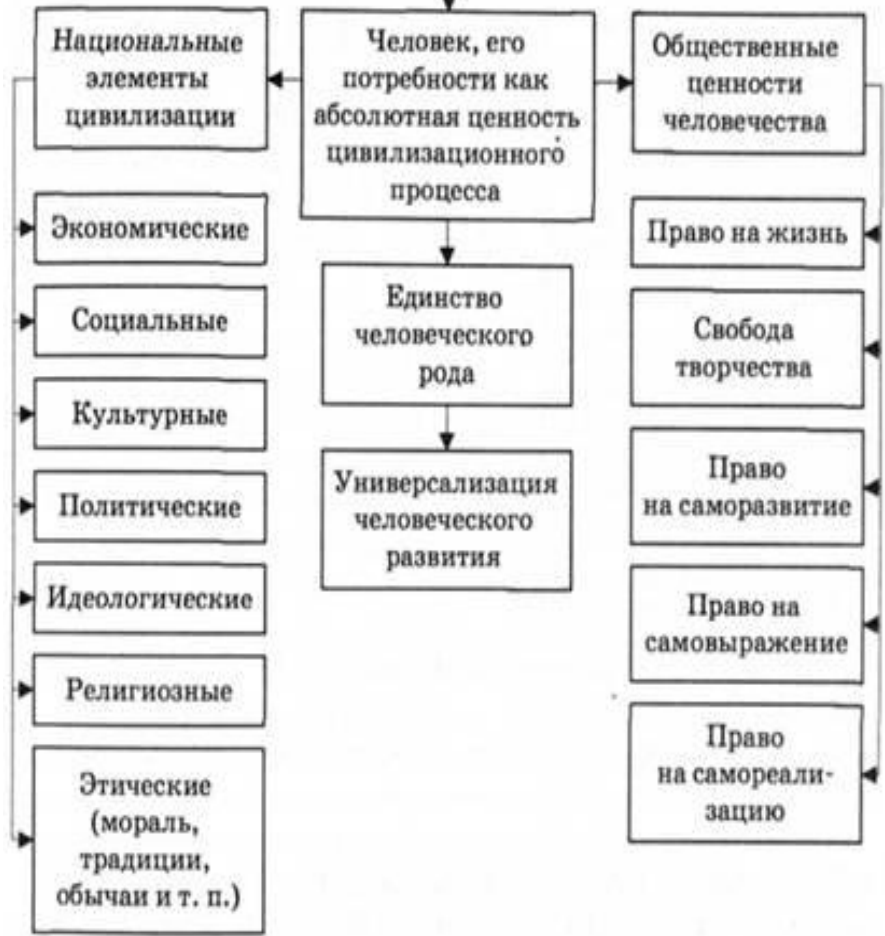 Национальные
элементы
цивилизации
Экономические
Социальные
Культурные
Политические
Идеологические
Религиозные
Этические
(мораль,
традиции,
обычаи и т. п.)
Человек, его
потребности как
абсолютная ценность
цивилизационного
процесса
Единство
человеческого
рода
Универсализация
человеческого
развития
Общественные
ценности
человечества
Право на жизнь
Свобода
творчества
Право
на саморазвитие
Право на
самовыражение
Право
на самореали-
зацию